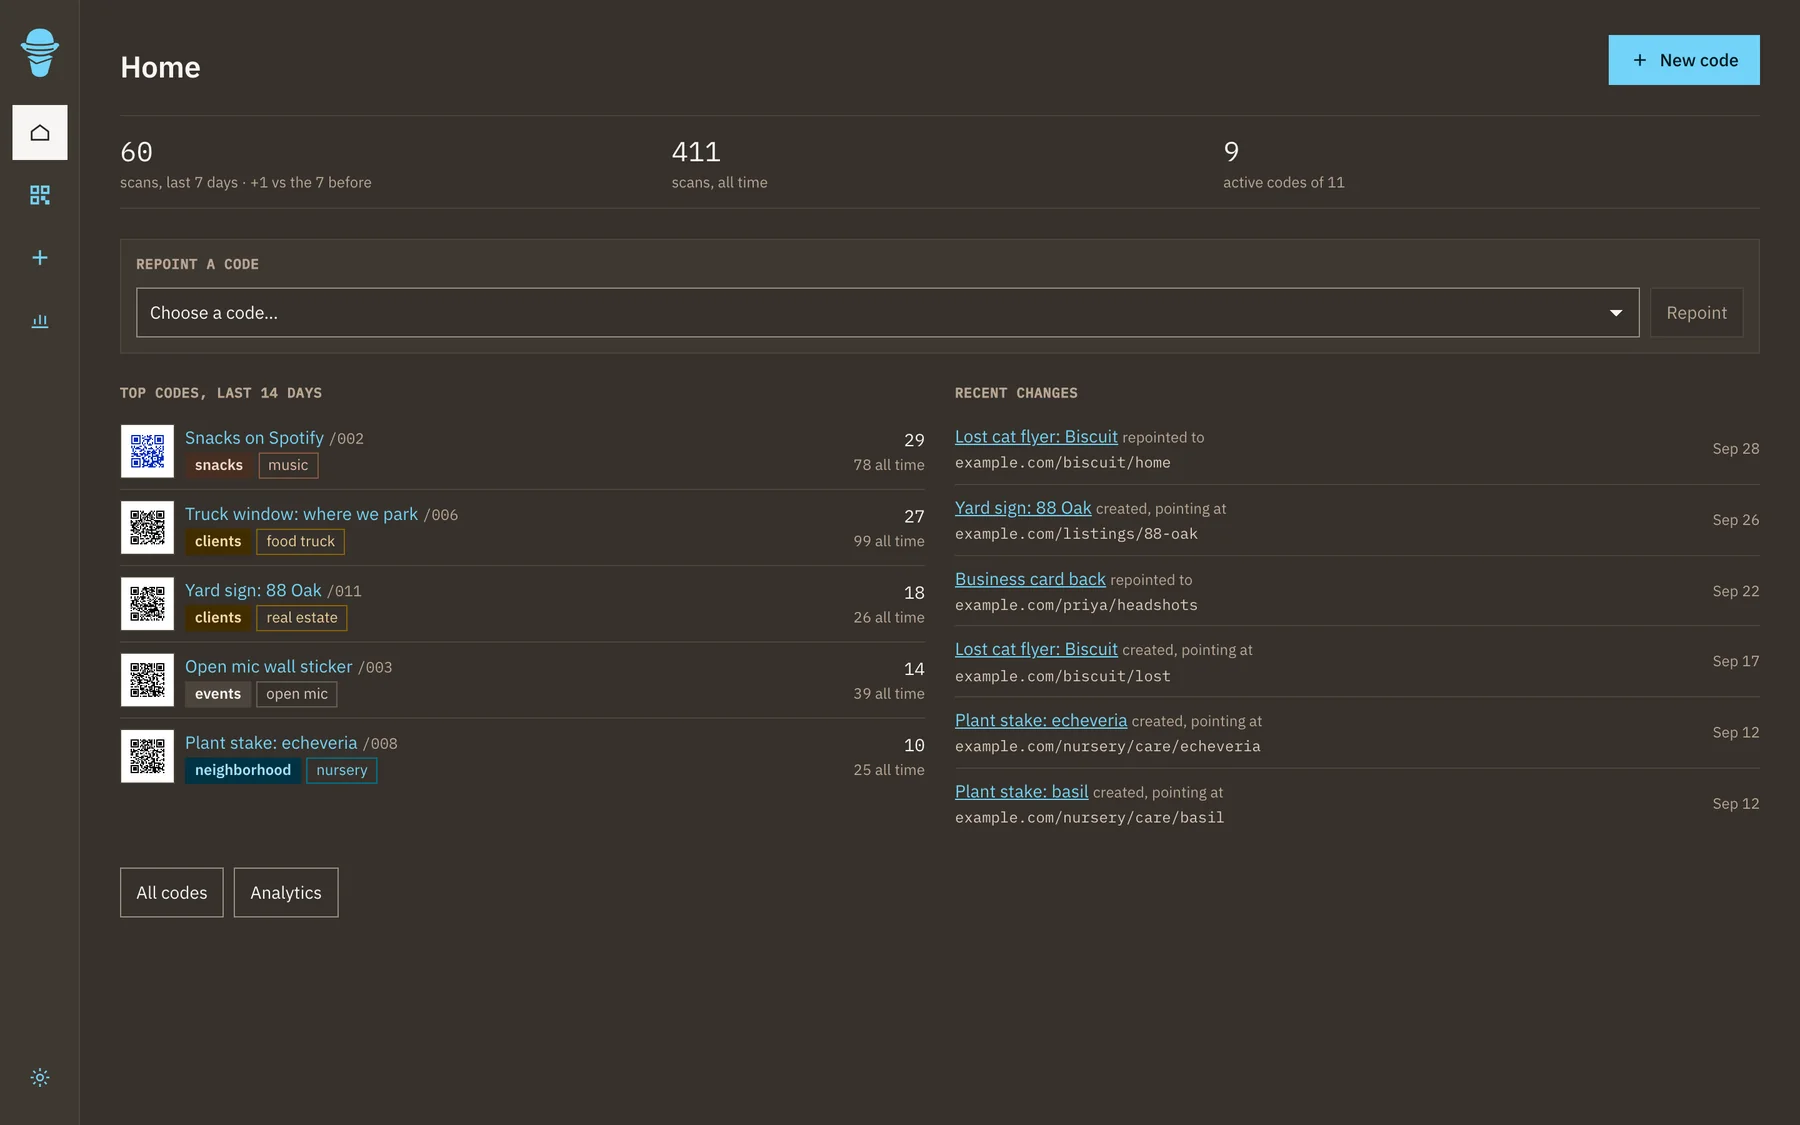 Home
+ New code
60
scans, last 7 days · +1 vs the 7 before
411
scans, all time
9
active codes of 11
REPOINT A CODE
Choose a code...
Repoint
TOP CODES, LAST 14 DAYS
Snacks on Spotify /002
29
snacks music
78 all time
Truck window: where we park /006
27
clients food truck
99 all time
Yard sign: 88 Oak /011
18
clients real estate
26 all time
Open mic wall sticker /003
14
events open mic
39 all time
Plant stake: echeveria /008
10
neighborhood nursery
25 all time
RECENT CHANGES
Lost cat flyer: Biscuit repointed to
example.com/biscuit/home
Sep 28
Yard sign: 88 Oak created, pointing at
example.com/listings/88-oak
Sep 26
Business card back repointed to
example.com/priya/headshots
Sep 22
Lost cat flyer: Biscuit created, pointing at
example.com/biscuit/lost
Sep 17
Plant stake: echeveria created, pointing at
example.com/nursery/care/echeveria
Sep 12
Plant stake: basil created, pointing at
example.com/nursery/care/basil
Sep 12
All codes
Analytics